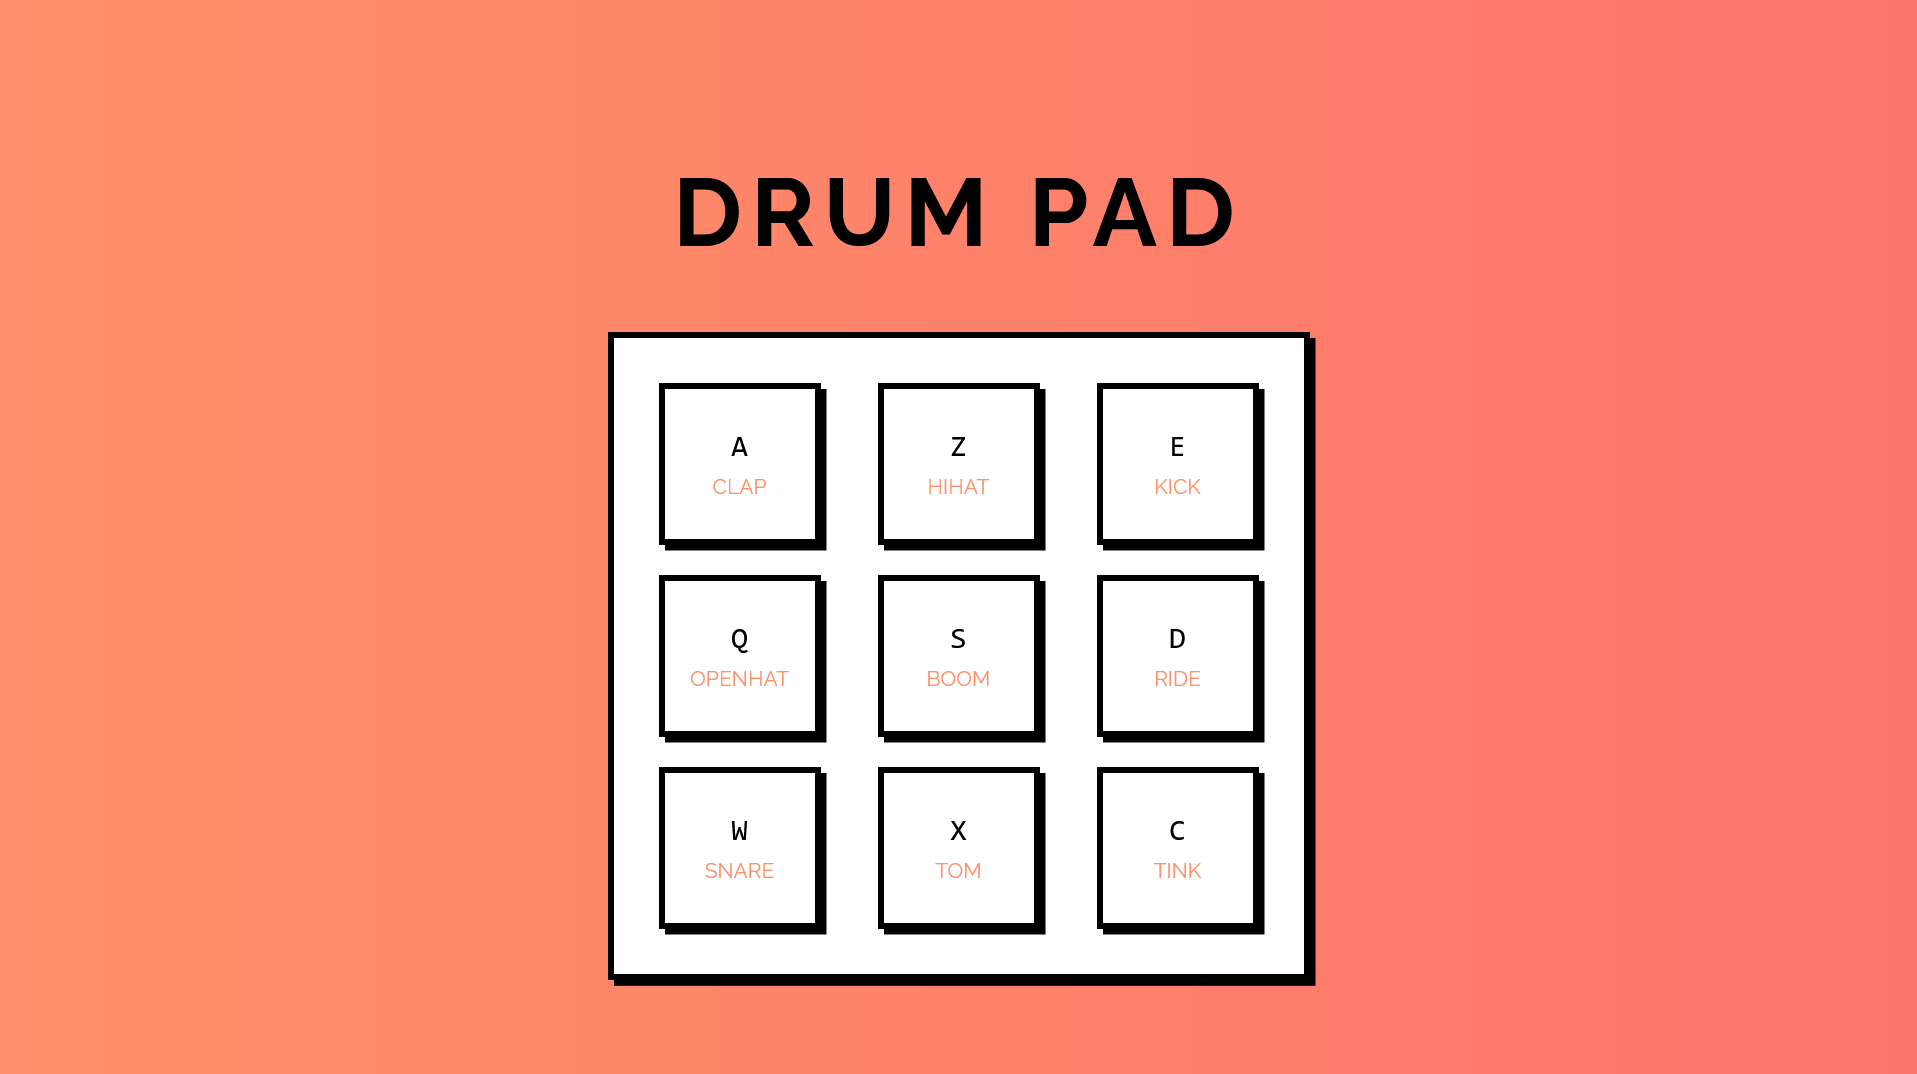 DRUM PAD
A
CLAP
Z
HIHAT
E
KICK
Q
OPENHAT
S
BOOM
D
RIDE
W
SNARE
X
TOM
C
TINK